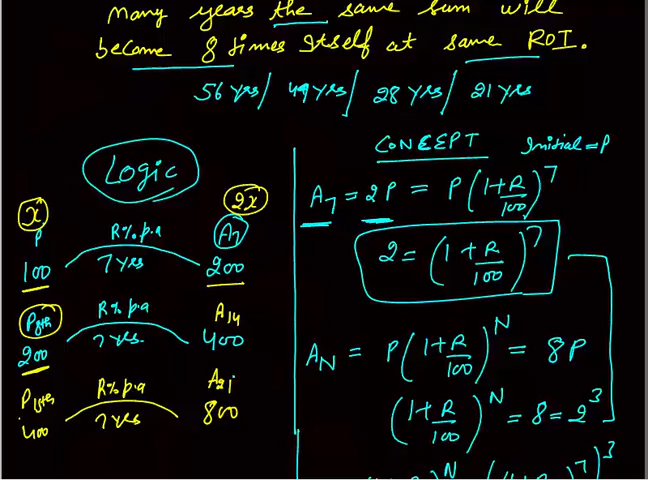 Many years the same sum will
become 8 times Itself at same ROI.
56 yrs/ 49 yrs/ 28 yrs/ 21 yrs
Logic
x 2x
P R% p.a A7
100 7 yrs 200
P8th R% p.a A14
200 7 yrs. 400
R% p.a A21
400 7 yrs 800
CONCEPT Initial = P
A7 = 2P = P(1+R/100)^7
2 = (1+R/100)^7
AN = P(1+R/100)^N = 8P
(1+R/100)^N = 8 = 2^3